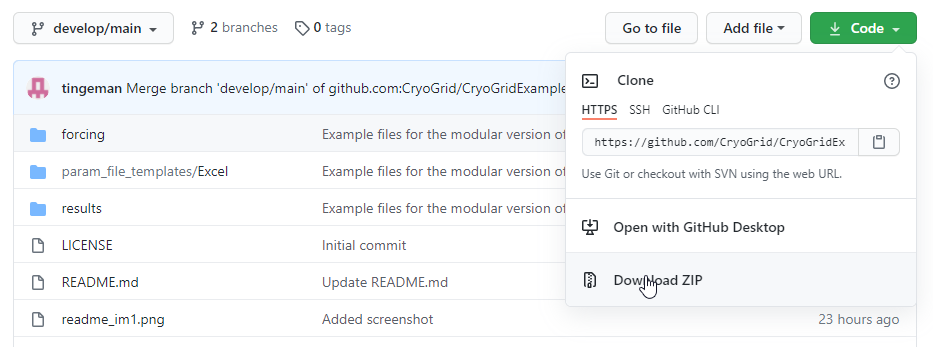 develop/main 2 branches 0 tags Go to file Add file Code
tingeman Merge branch 'develop/main' of github.com:CryoGrid/CryoGridExample
Clone
HTTPS SSH GitHub CLI
https://github.com/CryoGrid/CryoGridEx
Use Git or checkout with SVN using the web URL.
Open with GitHub Desktop
Download ZIP
forcing Example files for the modular version of
param_file_templates/Excel Example files for the modular version of
results Example files for the modular version of
LICENSE Initial commit
README.md Update README.md
readme_im1.png Added screenshot 23 hours ago